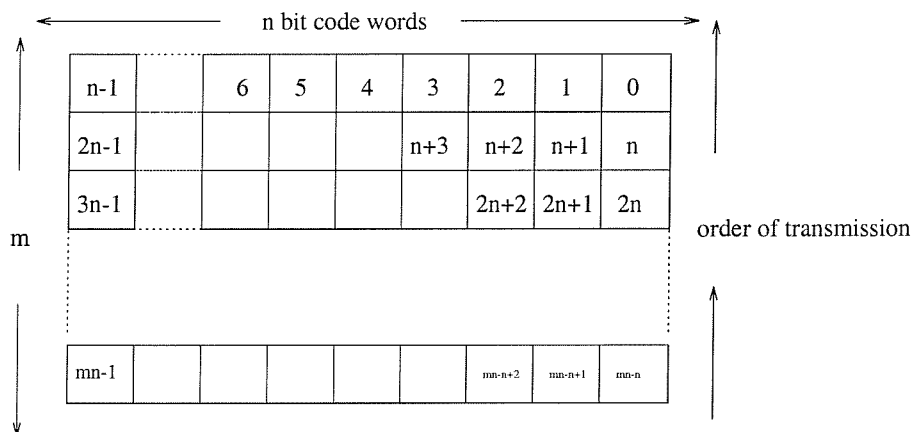 n bit code words
n-1 6 5 4 3 2 1 0
2n-1 n+3 n+2 n+1 n
3n-1 2n+2 2n+1 2n
m
order of transmission
mn-1 mn-n+2 mn-n+1 mn-n